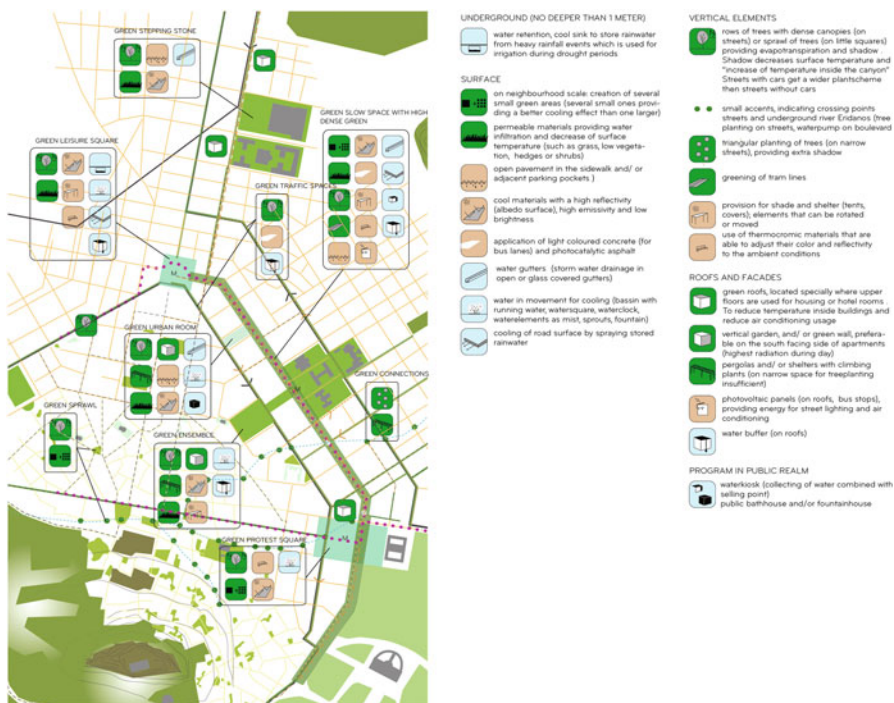 GREEN STEPPING STONE
GREEN SLOW SPACE WITH HIGH
DENSE GREEN
GREEN LEISURE SQUARE
GREEN TRAFFIC SPACES
M
GREEN URBAN ROOM
M
GREEN CONNECTIONS
GREEN SPRAWLS
GREEN ENSEMBLE
M
GREEN PROTEST SQUARE
UNDERGROUND (NO DEEPER THAN 1 METER)
water retention, cool sink to store rainwater
from heavy rainfall events which is used for
irrigation during drought periods
SURFACE
on neighbourhood scale: creation of several
small green areas (several small ones provi-
ding a better cooling effect than one larger)
permeable materials providing water
infiltration and decrease of surface
temperature (such as grass, low vegeta-
tion, hedges or shrubs)
open pavement in the sidewalk and/ or
adjacent parking pockets )
cool materials with a high reflectivity
(albedo surface), high emissivity and low
brightness
application of light coloured concrete (for
bus lanes) and photocatalytic asphalt
water gutters (storm water drainage in
open or glass covered gutters)
water in movement for cooling (bassin with
running water, watersquare, waterclock,
waterelements as mist, sprouts, fountain)
cooling of road surface by spraying stored
rainwater
VERTICAL ELEMENTS
rows of trees with dense canopies (on
streets) or sprawl of trees (on little squares)
providing evapotranspiration and shadow .
Shadow decreases surface temperature and
"increase of temperature inside the canyon"
Streets with cars get a wider plantscheme
then streets without cars
small accents, indicating crossing points
streets and underground river Eridanos (tree
planting on streets, waterpump on boulevard
triangular planting of trees (on narrow
streets), providing extra shadow
greening of tram lines
provision for shade and shelter (tents,
covers); elements that can be rotated
or moved
use of thermocromic materials that are
able to adjust their color and reflectivity
to the ambient conditions
ROOFS AND FACADES
green roofs, located specially where upper
floors are used for housing or hotel rooms .
To reduce temperature inside buildings and
reduce air conditioning usage
vertical garden, and/ or green wall, prefera-
ble on the south facing side of apartments
(highest radiation during day)
pergolas and/ or shelters with climbing
plants (on narrow space for treeplanting
insufficient)
photovoltaic panels (on roofs, bus stops),
providing energy for street lighting and air
conditioning
water buffer (on roofs)
PROGRAM IN PUBLIC REALM
waterkiosk (collecting of water combined with
selling point)
public bathhouse and/or fountainhouse